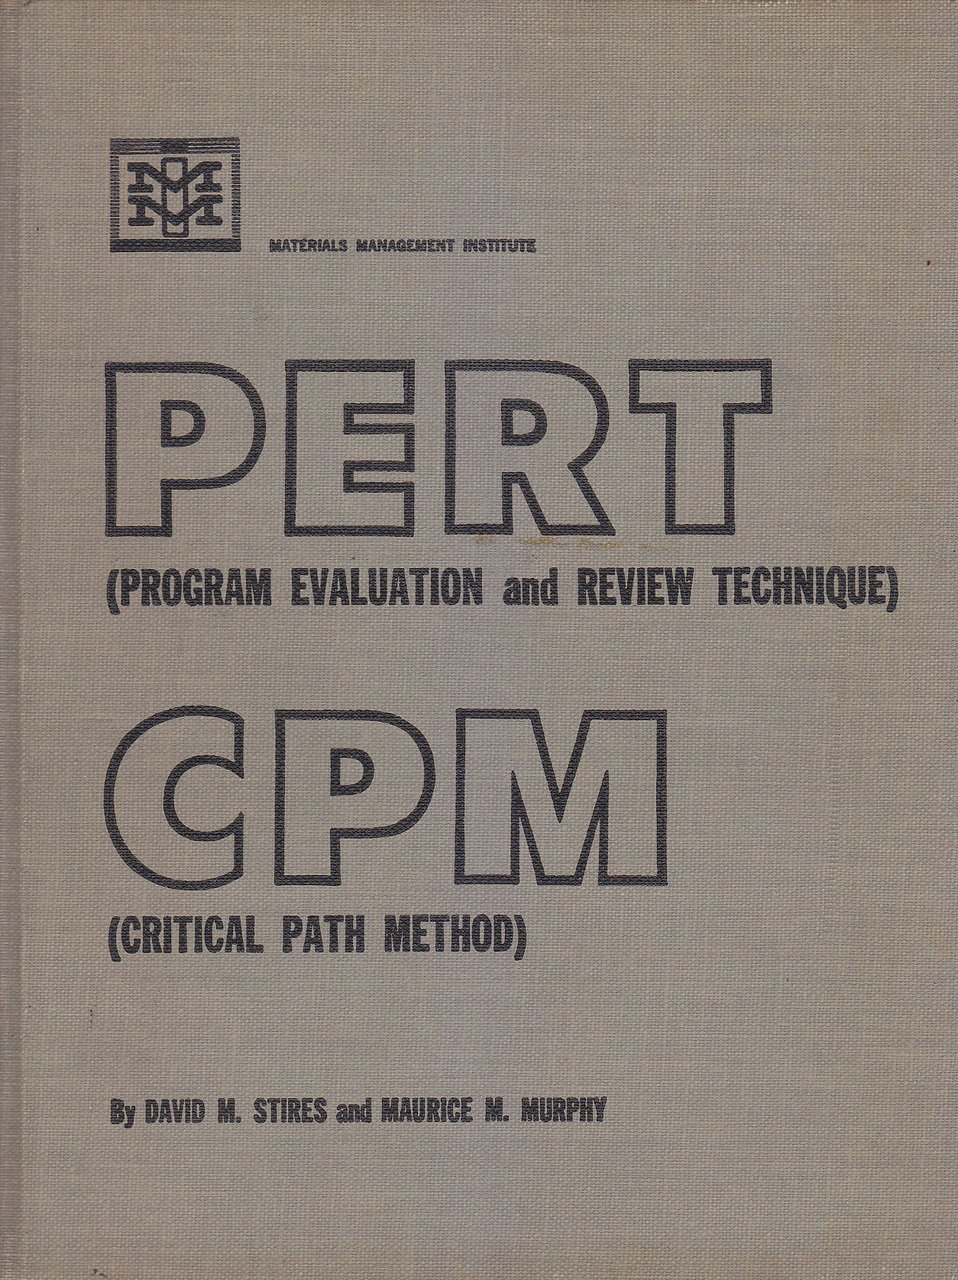 MIM
MATERIALS MANAGEMENT INSTITUTE
PERT
(PROGRAM EVALUATION and REVIEW TECHNIQUE)
CPM
(CRITICAL PATH METHOD)
By DAVID M. STIRES and MAURICE M. MURPHY